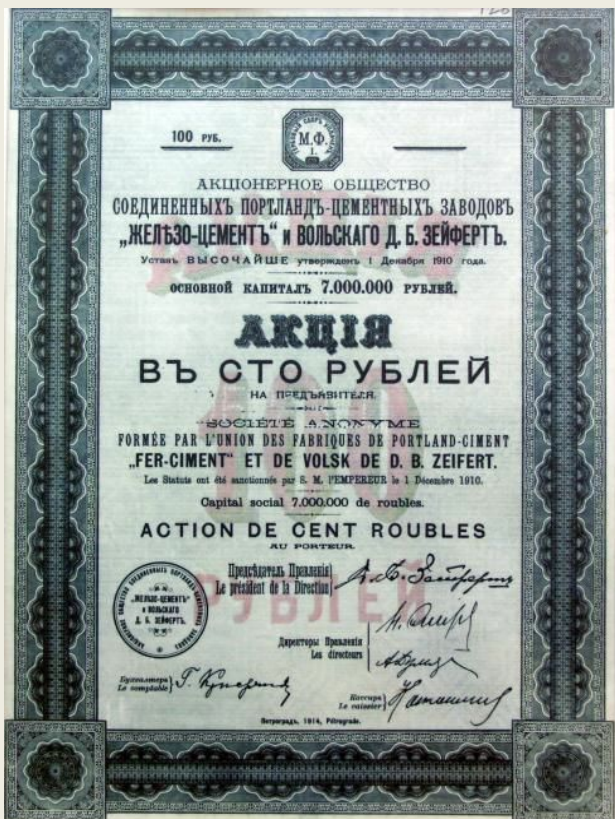 100 РУБ.
М.Ф.
1.
АКЦІОНЕРНОЕ ОБЩЕСТВО
СОЕДИНЕННЫХЪ ПОРТЛАНДЪ-ЦЕМЕНТНЫХЪ ЗАВОДОВЪ
„ЖЕЛѢЗО-ЦЕМЕНТЪ" и ВОЛЬСКАГО Д. Б. ЗЕЙФЕРТЪ.
Уставъ ВЫСОЧАЙШЕ утвержденъ 1 Декабря 1910 года.
ОСНОВНОЙ КАПИТАЛЪ 7.000.000 РУБЛЕЙ.
АКЦІЯ
ВЪ СТО РУБЛЕЙ
НА ПРЕДЪЯВИТЕЛЯ.
100
SOCIÉTÉ ANONYME
FORMÉE PAR L'UNION DES FABRIQUES DE PORTLAND-CIMENT
„FER-CIMENT" ET DE VOLSK DE D. B. ZEIFERT.
Les Statuts ont été sanctionnés par S. M. l'EMPEREUR le 1 Décembre 1910.
Capital social 7.000.000 de roubles.
ACTION DE CENT ROUBLES
AU PORTEUR.
РУБЛЕЙ
Предсѣдатель Правленія
Le président de la Direction
„ЖЕЛѢЗО-ЦЕМЕНТЪ"
и ВОЛЬСКАГО
Д. Б. ЗЕЙФЕРТЪ.
Директоры Правленія
Les directeurs
Бухгалтеръ
Le comptable
Кассиръ
Le caissier
Петроградъ, 1914, Pétrograde.